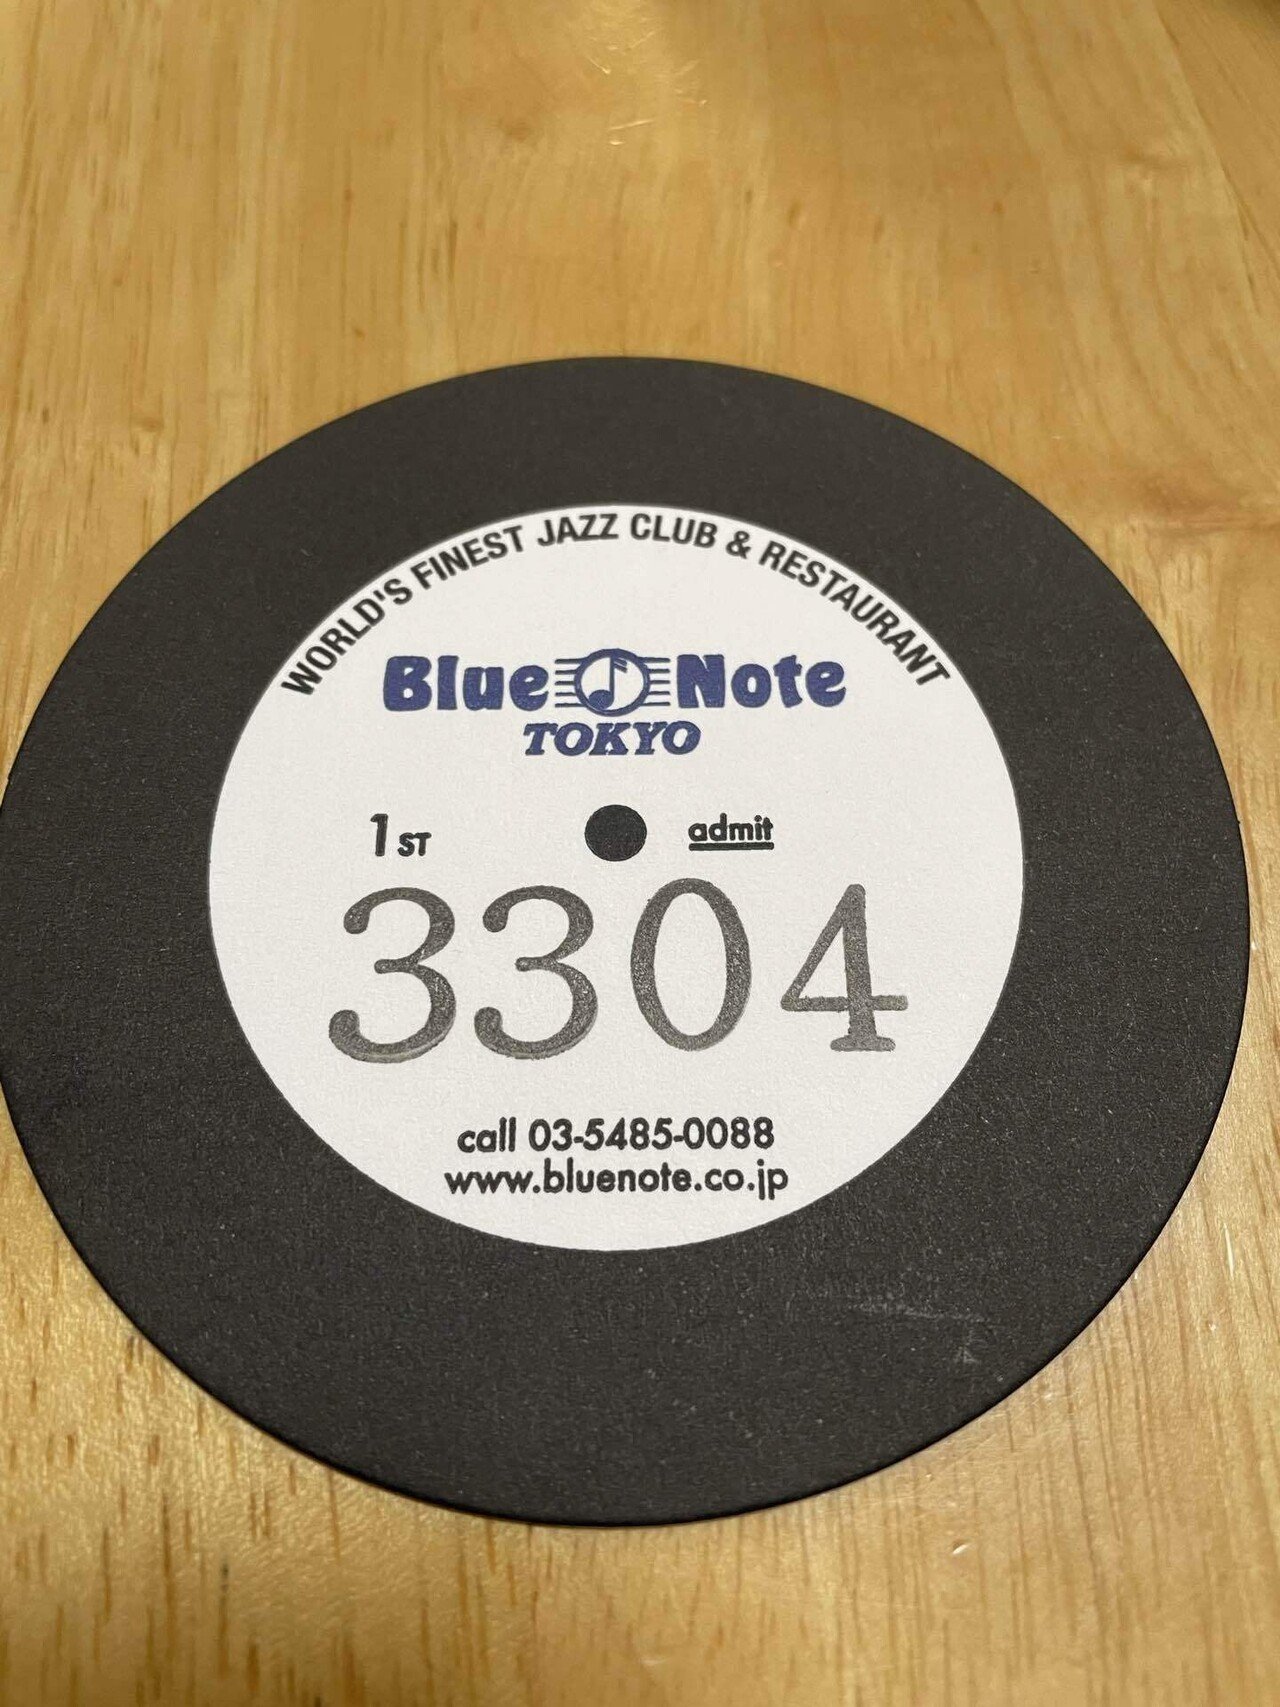 WORLD'S FINEST JAZZ CLUB & RESTAURANT
Blue Note
TOKYO
1ST admit
3304
call 03-5485-0088
www.bluenote.co.jp